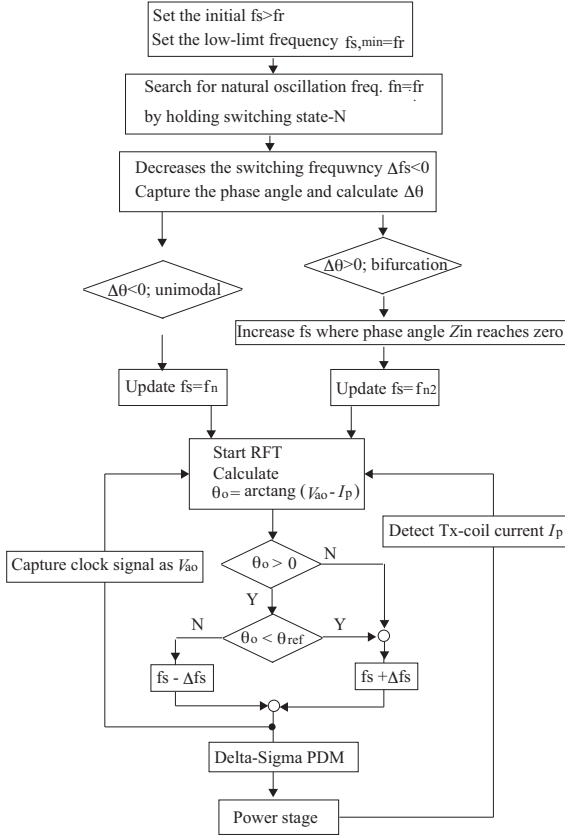 Set the initial fs>fr
Set the low-limt frequency fs,min=fr
Search for natural oscillation freq. fn=fr
by holding switching state-N
Decreases the switching frequwncy Δfs<0
Capture the phase angle and calculate Δθ
Δθ<0; unimodal
Δθ>0; bifurcation
Increase fs where phase angle Zin reaches zero
Update fs=fn
Update fs=fn2
Start RFT
Calculate
θo = arctang (Vao - Ip)
Detect Tx-coil current Ip
Capture clock signal as Vao
θo > 0
N
Y
N
θo < θref
Y
fs - Δfs
fs +Δfs
Delta-Sigma PDM
Power stage